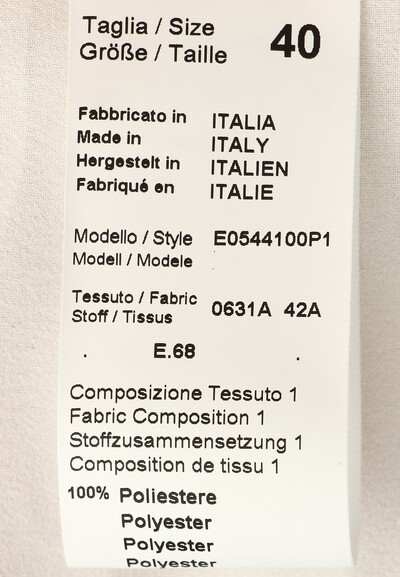 Taglia / Size 40
Größe / Taille
Fabbricato in ITALIA
Made in ITALY
Hergestelt in ITALIEN
Fabriqué en ITALIE
Modello / Style E0544100P1
Modell / Modele
Tessuto / Fabric 0631A 42A
Stoff / Tissus
. E.68 .
Composizione Tessuto 1
Fabric Composition 1
Stoffzusammensetzung 1
Composition de tissu 1
100% Poliestere
Polyester
Polyester
Polyester